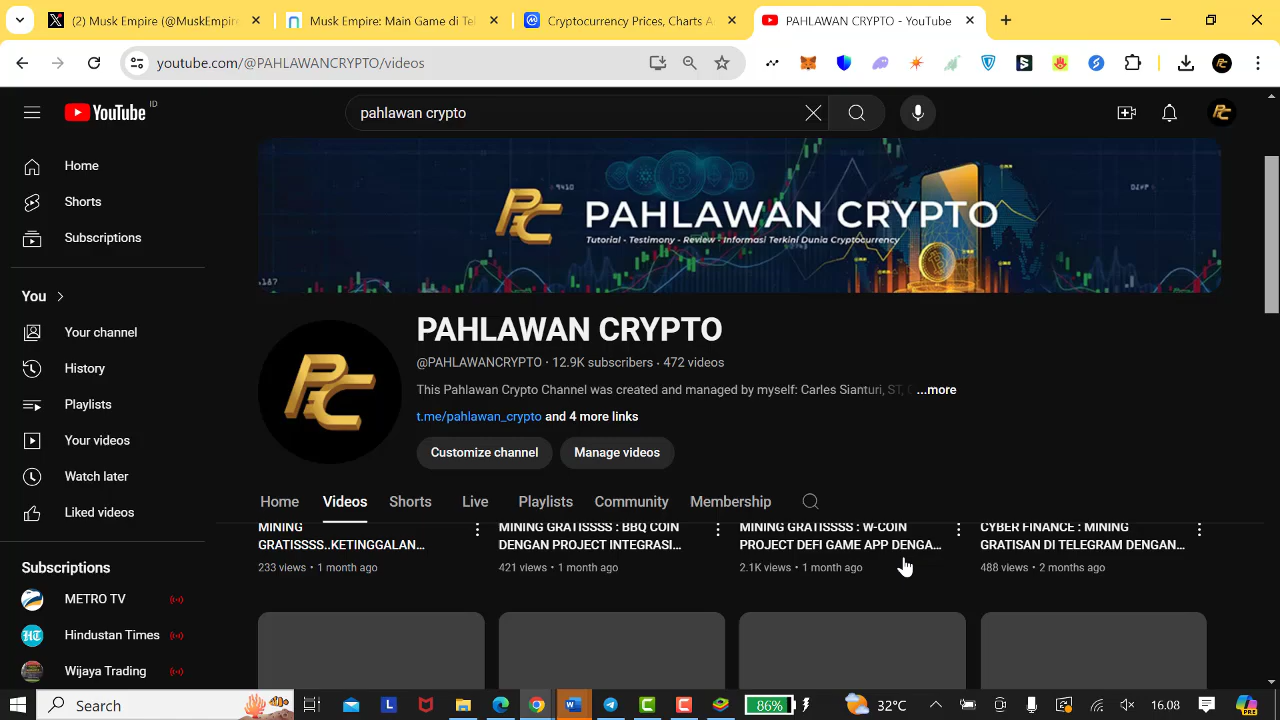 (2) Musk Empire (@MuskEmpire
Musk Empire: Main Game di Tel
Cryptocurrency Prices, Charts A
PAHLAWAN CRYPTO - YouTube
youtube.com/@PAHLAWANCRYPTO/videos
YouTube ID
pahlawan crypto
PC
PAHLAWAN CRYPTO
Tutorial - Testimony - Review - Informasi Terkini Dunia Cryptocurrency
Home
Shorts
Subscriptions
You
Your channel
History
Playlists
Your videos
Watch later
Liked videos
Subscriptions
METRO TV
Hindustan Times
Wijaya Trading
PC
PAHLAWAN CRYPTO
@PAHLAWANCRYPTO · 12.9K subscribers · 472 videos
This Pahlawan Crypto Channel was created and managed by myself: Carles Sianturi, ST, ...more
t.me/pahlawan_crypto and 4 more links
Customize channel
Manage videos
Home Videos Shorts Live Playlists Community Membership
MINING
GRATISSSS..KETINGGALAN...
233 views • 1 month ago
MINING GRATISSSS : BBQ COIN
DENGAN PROJECT INTEGRASI...
421 views • 1 month ago
MINING GRATISSSS : W-COIN
PROJECT DEFI GAME APP DENGA...
2.1K views • 1 month ago
CYBER FINANCE : MINING
GRATISAN DI TELEGRAM DENGAN...
488 views • 2 months ago
Search
86%
32°C
16.08